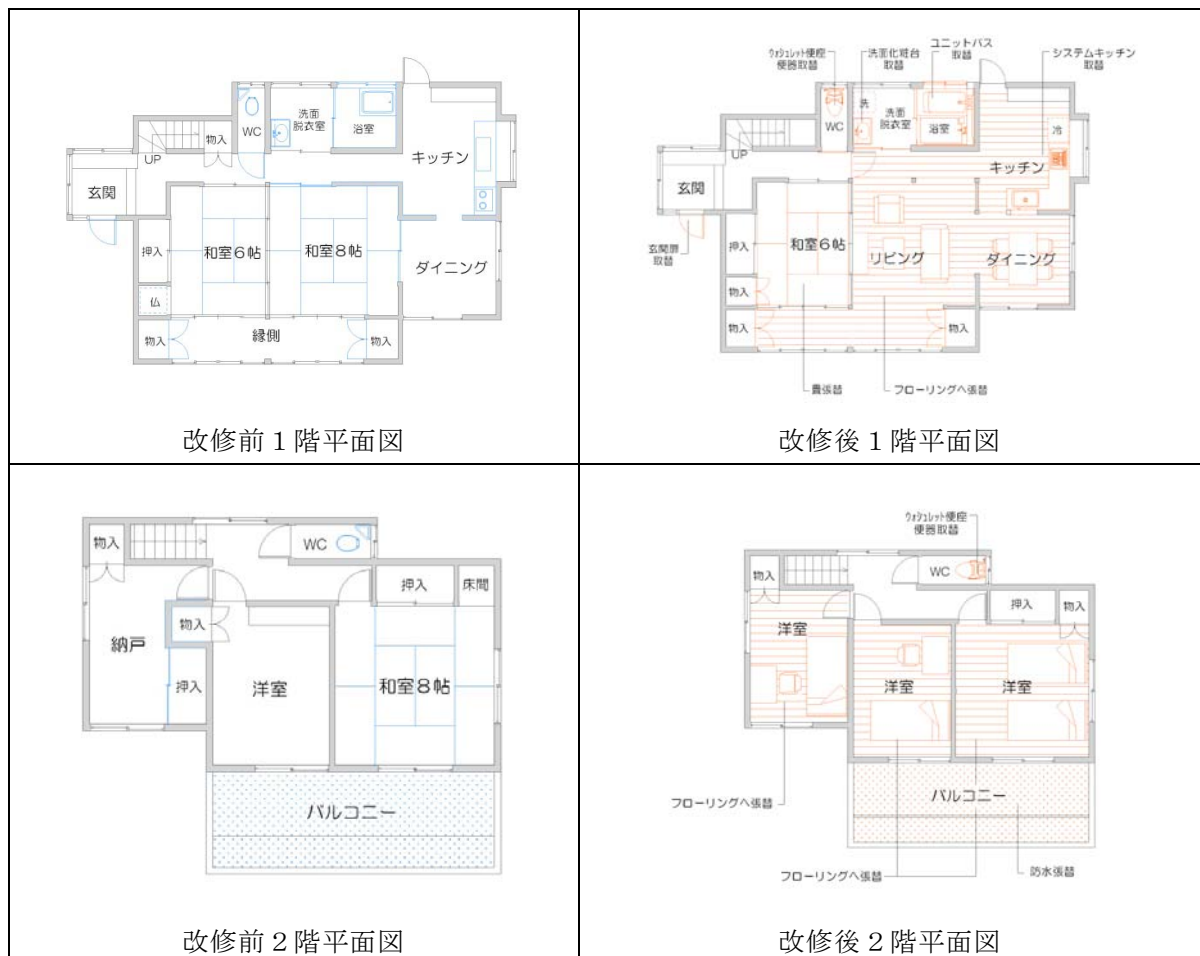 WC
洗面
脱衣室
浴室
物入
UP
キッチン
玄関
押入
和室6帖
和室8帖
ダイニング
仏
物入
縁側
物入
改修前1階平面図
ウォシュレット便座
便器取替
洗面化粧台
取替
ユニットバス
取替
システムキッチン
取替
洗
WC
洗面
脱衣室
浴室
冷
UP
キッチン
玄関
玄関扉
取替
押入
和室6帖
リビング
ダイニング
物入
物入
物入
畳張替
フローリングへ張替
改修後1階平面図
物入
WC
押入
床間
物入
納戸
押入
洋室
和室8帖
バルコニー
改修前2階平面図
ウォシュレット便座
便器取替
WC
物入
押入
物入
洋室
洋室
洋室
フローリングへ張替
バルコニー
フローリングへ張替
防水張替
改修後2階平面図